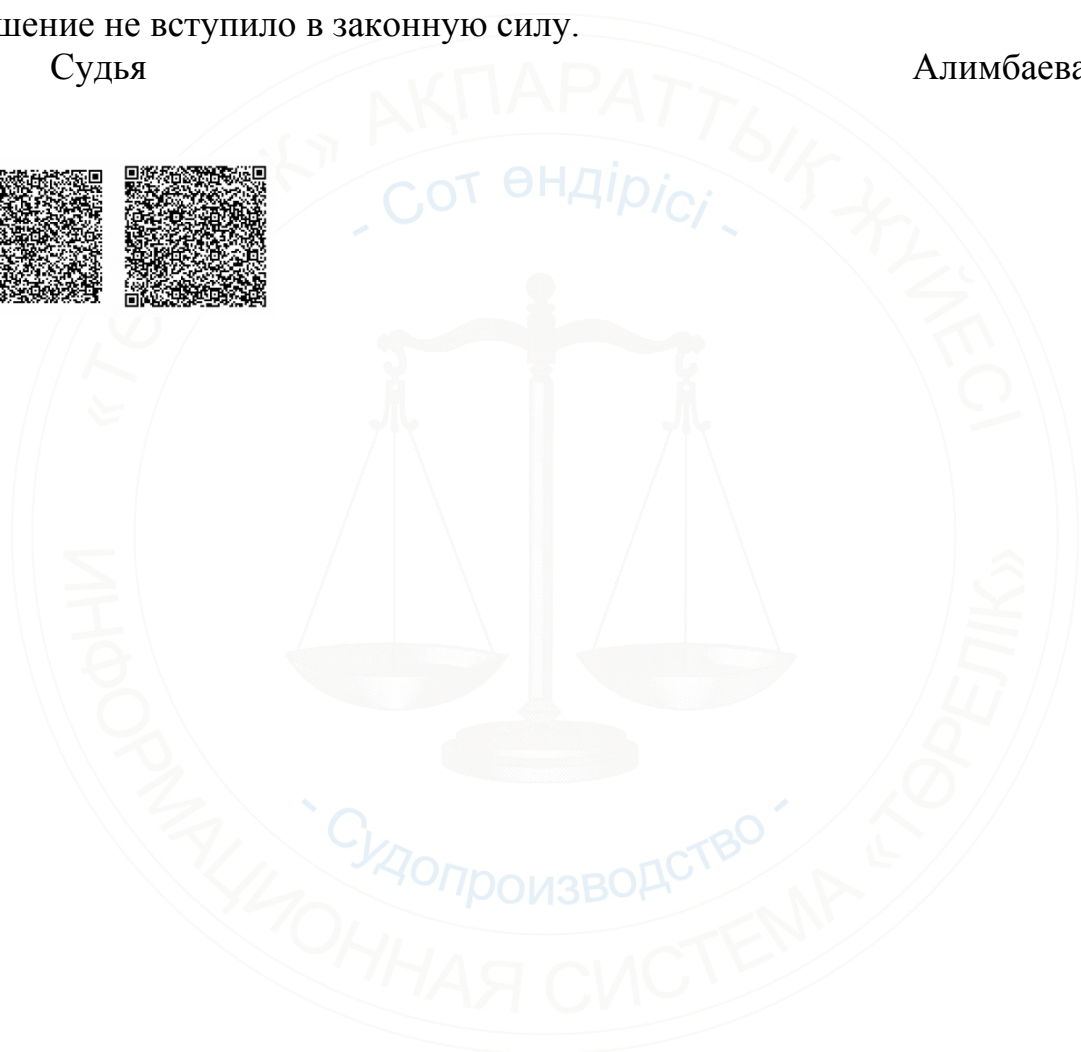 шение не вступило в законную силу.
Судья Алимбаева
«ТӨРЕЛІК» АҚПАРАТТЫҚ ЖҮЙЕСІ
- Сот өндірісі -
- Судопроизводство -
ИНФОРМАЦИОННАЯ СИСТЕМА «ТӨРЕЛІК»